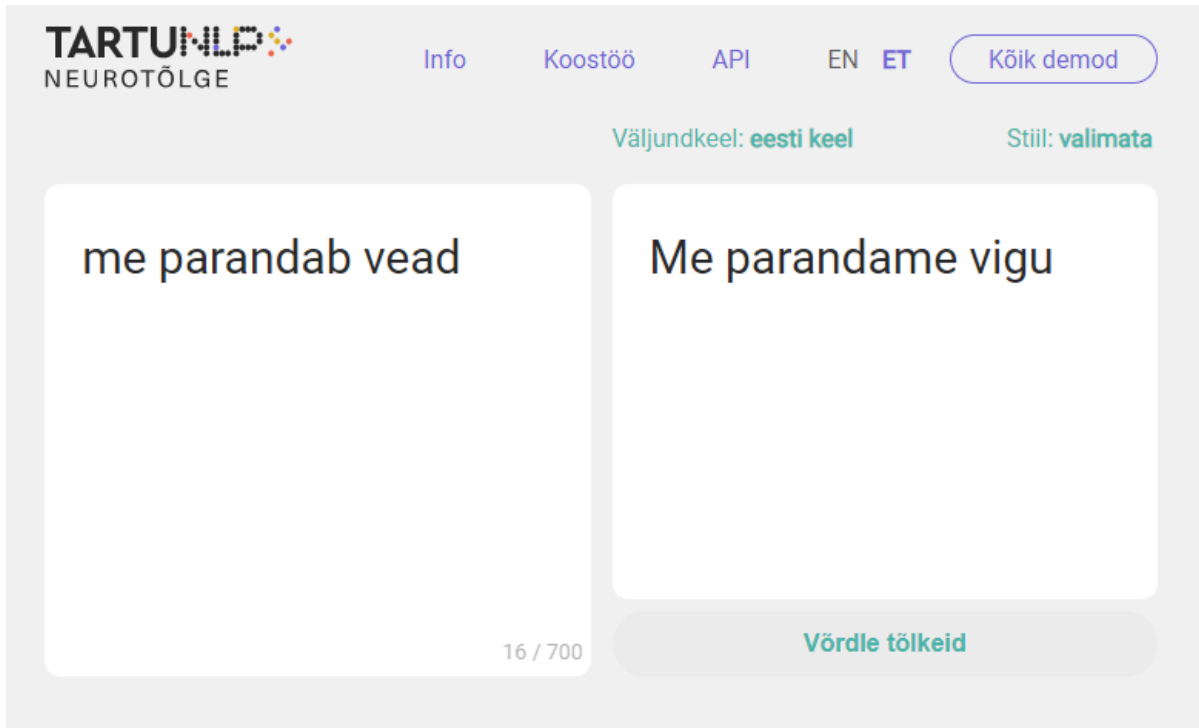 TARTUNLP
NEUROTÕLGE
Info Koostöö API EN ET Kõik demod
Väljundkeel: eesti keel Stiil: valimata
me parandab vead
16 / 700
Me parandame vigu
Võrdle tõlkeid